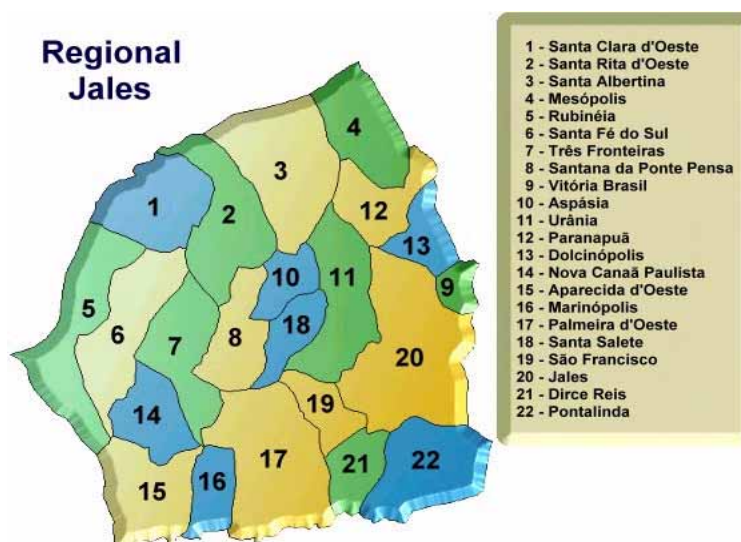 Regional
Jales
1 - Santa Clara d'Oeste
2 - Santa Rita d'Oeste
3 - Santa Albertina
4 - Mesópolis
5 - Rubinéia
6 - Santa Fé do Sul
7 - Três Fronteiras
8 - Santana da Ponte Pensa
9 - Vitória Brasil
10 - Aspásia
11 - Urânia
12 - Paranapuã
13 - Dolcinópolis
14 - Nova Canaã Paulista
15 - Aparecida d'Oeste
16 - Marinópolis
17 - Palmeira d'Oeste
18 - Santa Salete
19 - São Francisco
20 - Jales
21 - Dirce Reis
22 - Pontalinda
4
3
1
2
12
13
10
11
9
5
6
7
8
18
20
14
19
15
16
17
21
22